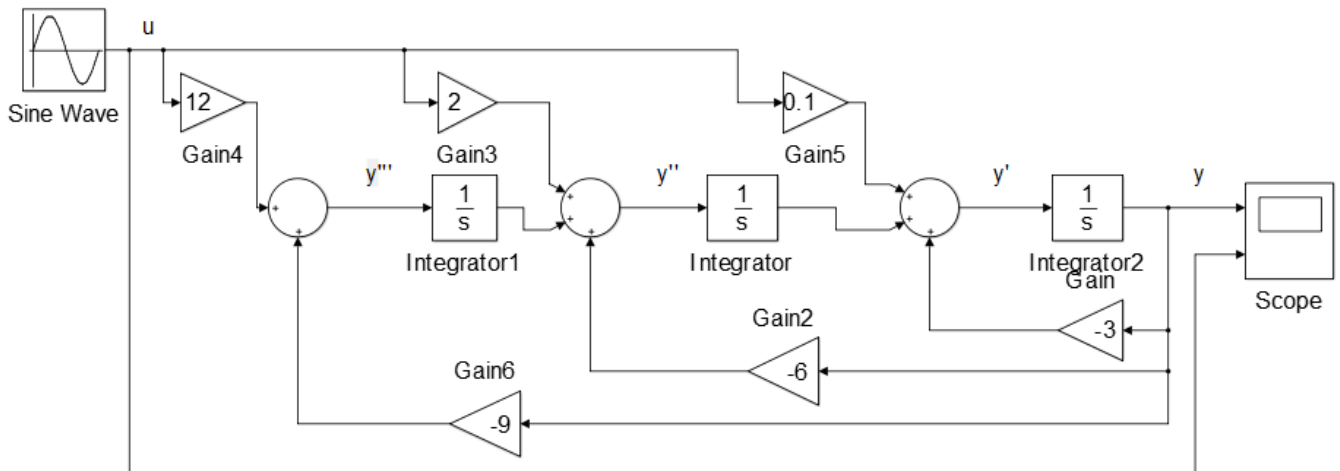 u
Sine Wave
12
Gain4
2
Gain3
0.1
Gain5
y'''
y''
y'
y
+
+
1
s
Integrator1
+
+
+
1
s
Integrator
+
+
+
1
s
Integrator2
Scope
-3
Gain
-6
Gain2
-9
Gain6